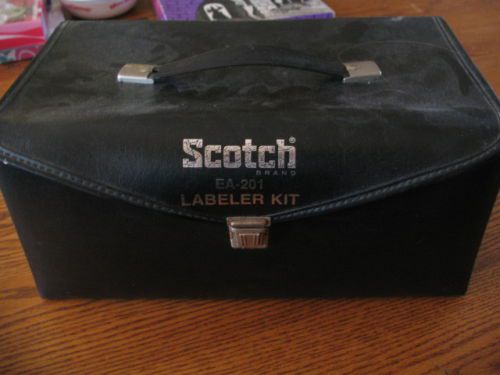 Scotch®
BRAND
EA-201
LABELER KIT